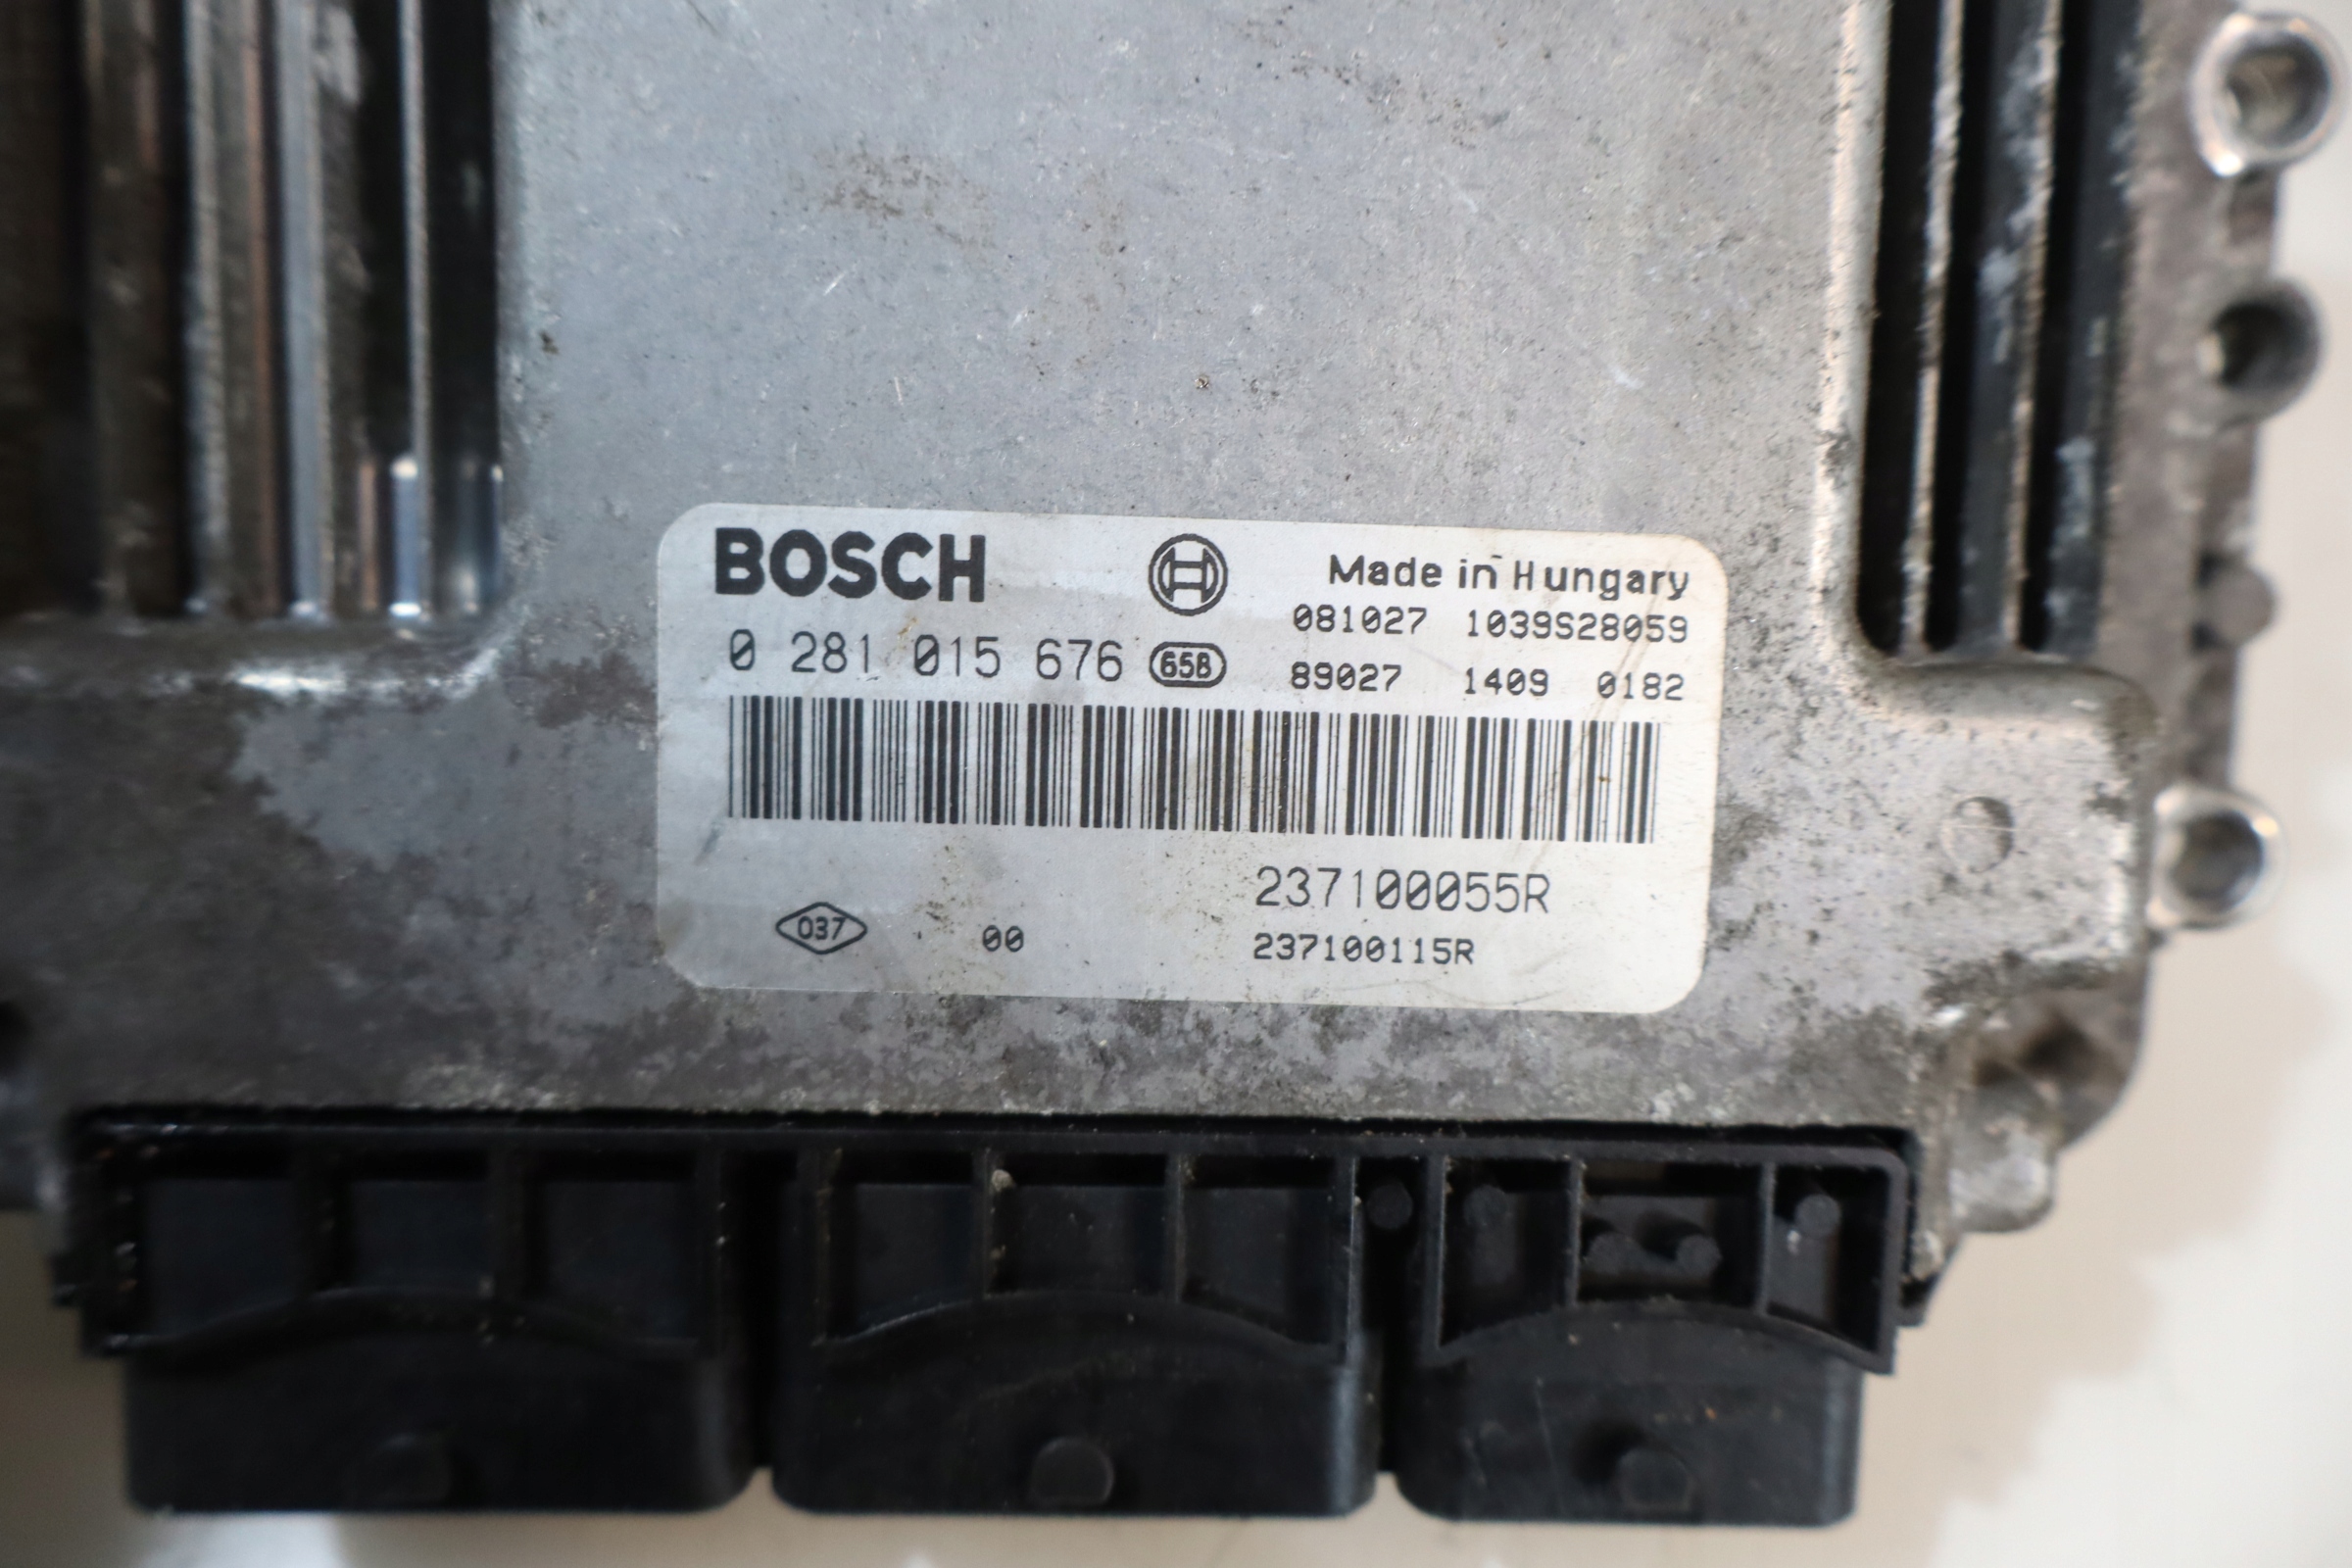 BOSCH
Made in Hungary
081027 1039S28059
0 281 015 676 65B
89027 1409 0182
237100055R
037 00 237100115R